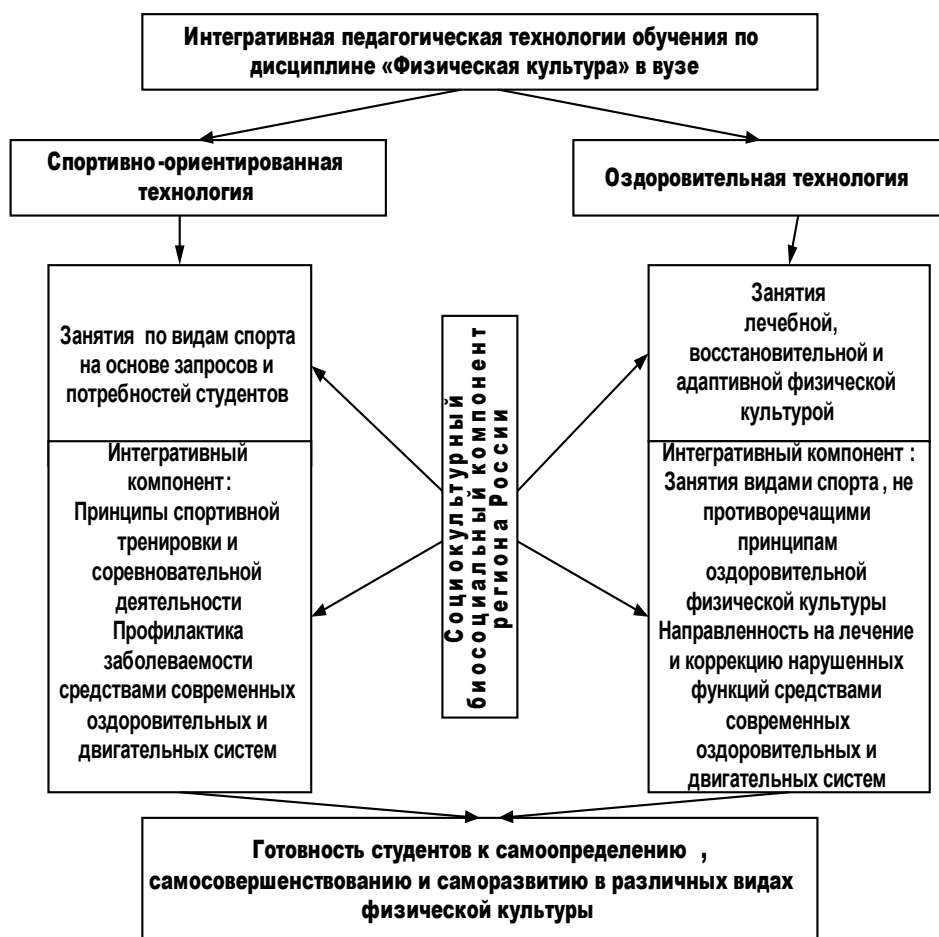 Интегративная педагогическая технологии обучения по
дисциплине «Физическая культура» в вузе
Спортивно-ориентированная
технология
Оздоровительная технология
Занятия по видам спорта
на основе запросов и
потребностей студентов
Интегративный
компонент:
Принципы спортивной
тренировки и
соревновательной
деятельности
Профилактика
заболеваемости
средствами современных
оздоровительных и
двигательных систем
Социокультурный
биосоциальный компонент
региона России
Занятия
лечебной,
восстановительной и
адаптивной физической
культурой
Интегративный компонент :
Занятия видами спорта , не
противоречащими
принципам
оздоровительной
физической культуры
Направленность на лечение
и коррекцию нарушенных
функций средствами
современных
оздоровительных и
двигательных систем
Готовность студентов к самоопределению ,
самосовершенствованию и саморазвитию в различных видах
физической культуры